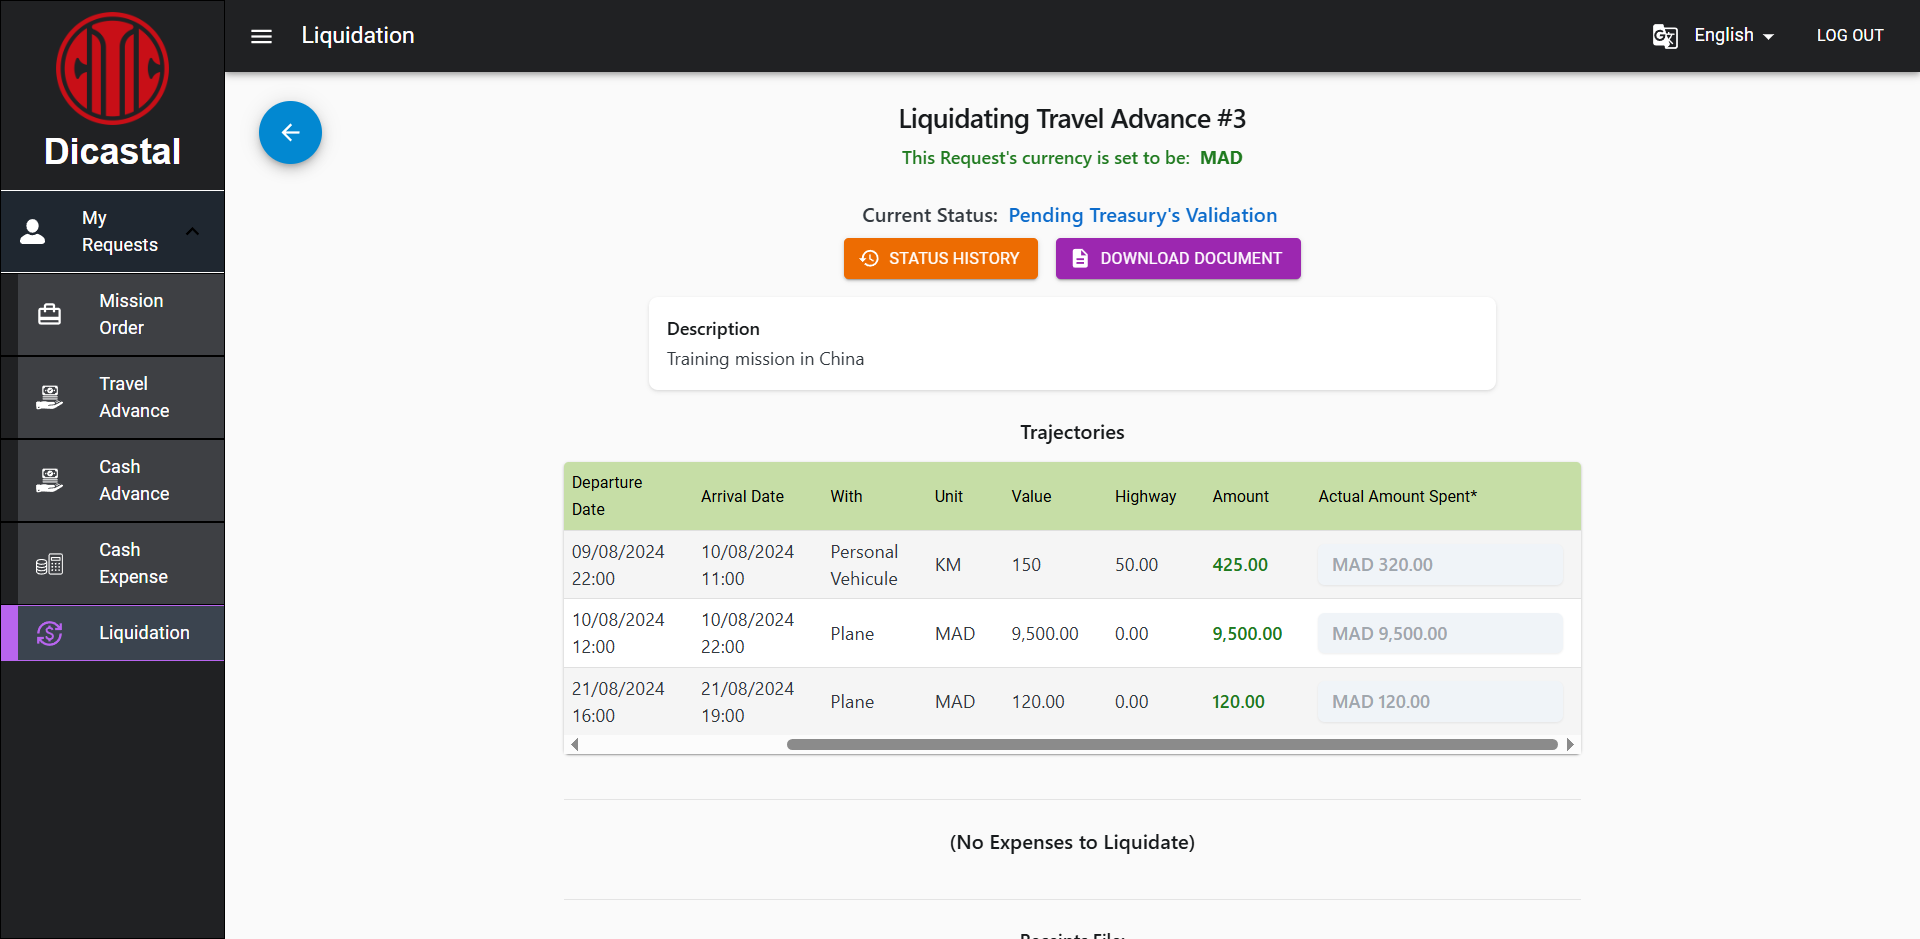 Dicastal
Liquidation
English
LOG OUT
My
Requests
Mission
Order
Travel
Advance
Cash
Advance
Cash
Expense
Liquidation
Liquidating Travel Advance #3
This Request's currency is set to be: MAD
Current Status: Pending Treasury's Validation
STATUS HISTORY
DOWNLOAD DOCUMENT
Description
Training mission in China
Trajectories
Departure
Date
Arrival Date
With
Unit
Value
Highway
Amount
Actual Amount Spent*
09/08/2024
22:00
10/08/2024
11:00
Personal
Vehicule
KM
150
50.00
425.00
MAD 320.00
10/08/2024
12:00
10/08/2024
22:00
Plane
MAD
9,500.00
0.00
9,500.00
MAD 9,500.00
21/08/2024
16:00
21/08/2024
19:00
Plane
MAD
120.00
0.00
120.00
MAD 120.00
(No Expenses to Liquidate)
Receipts File: